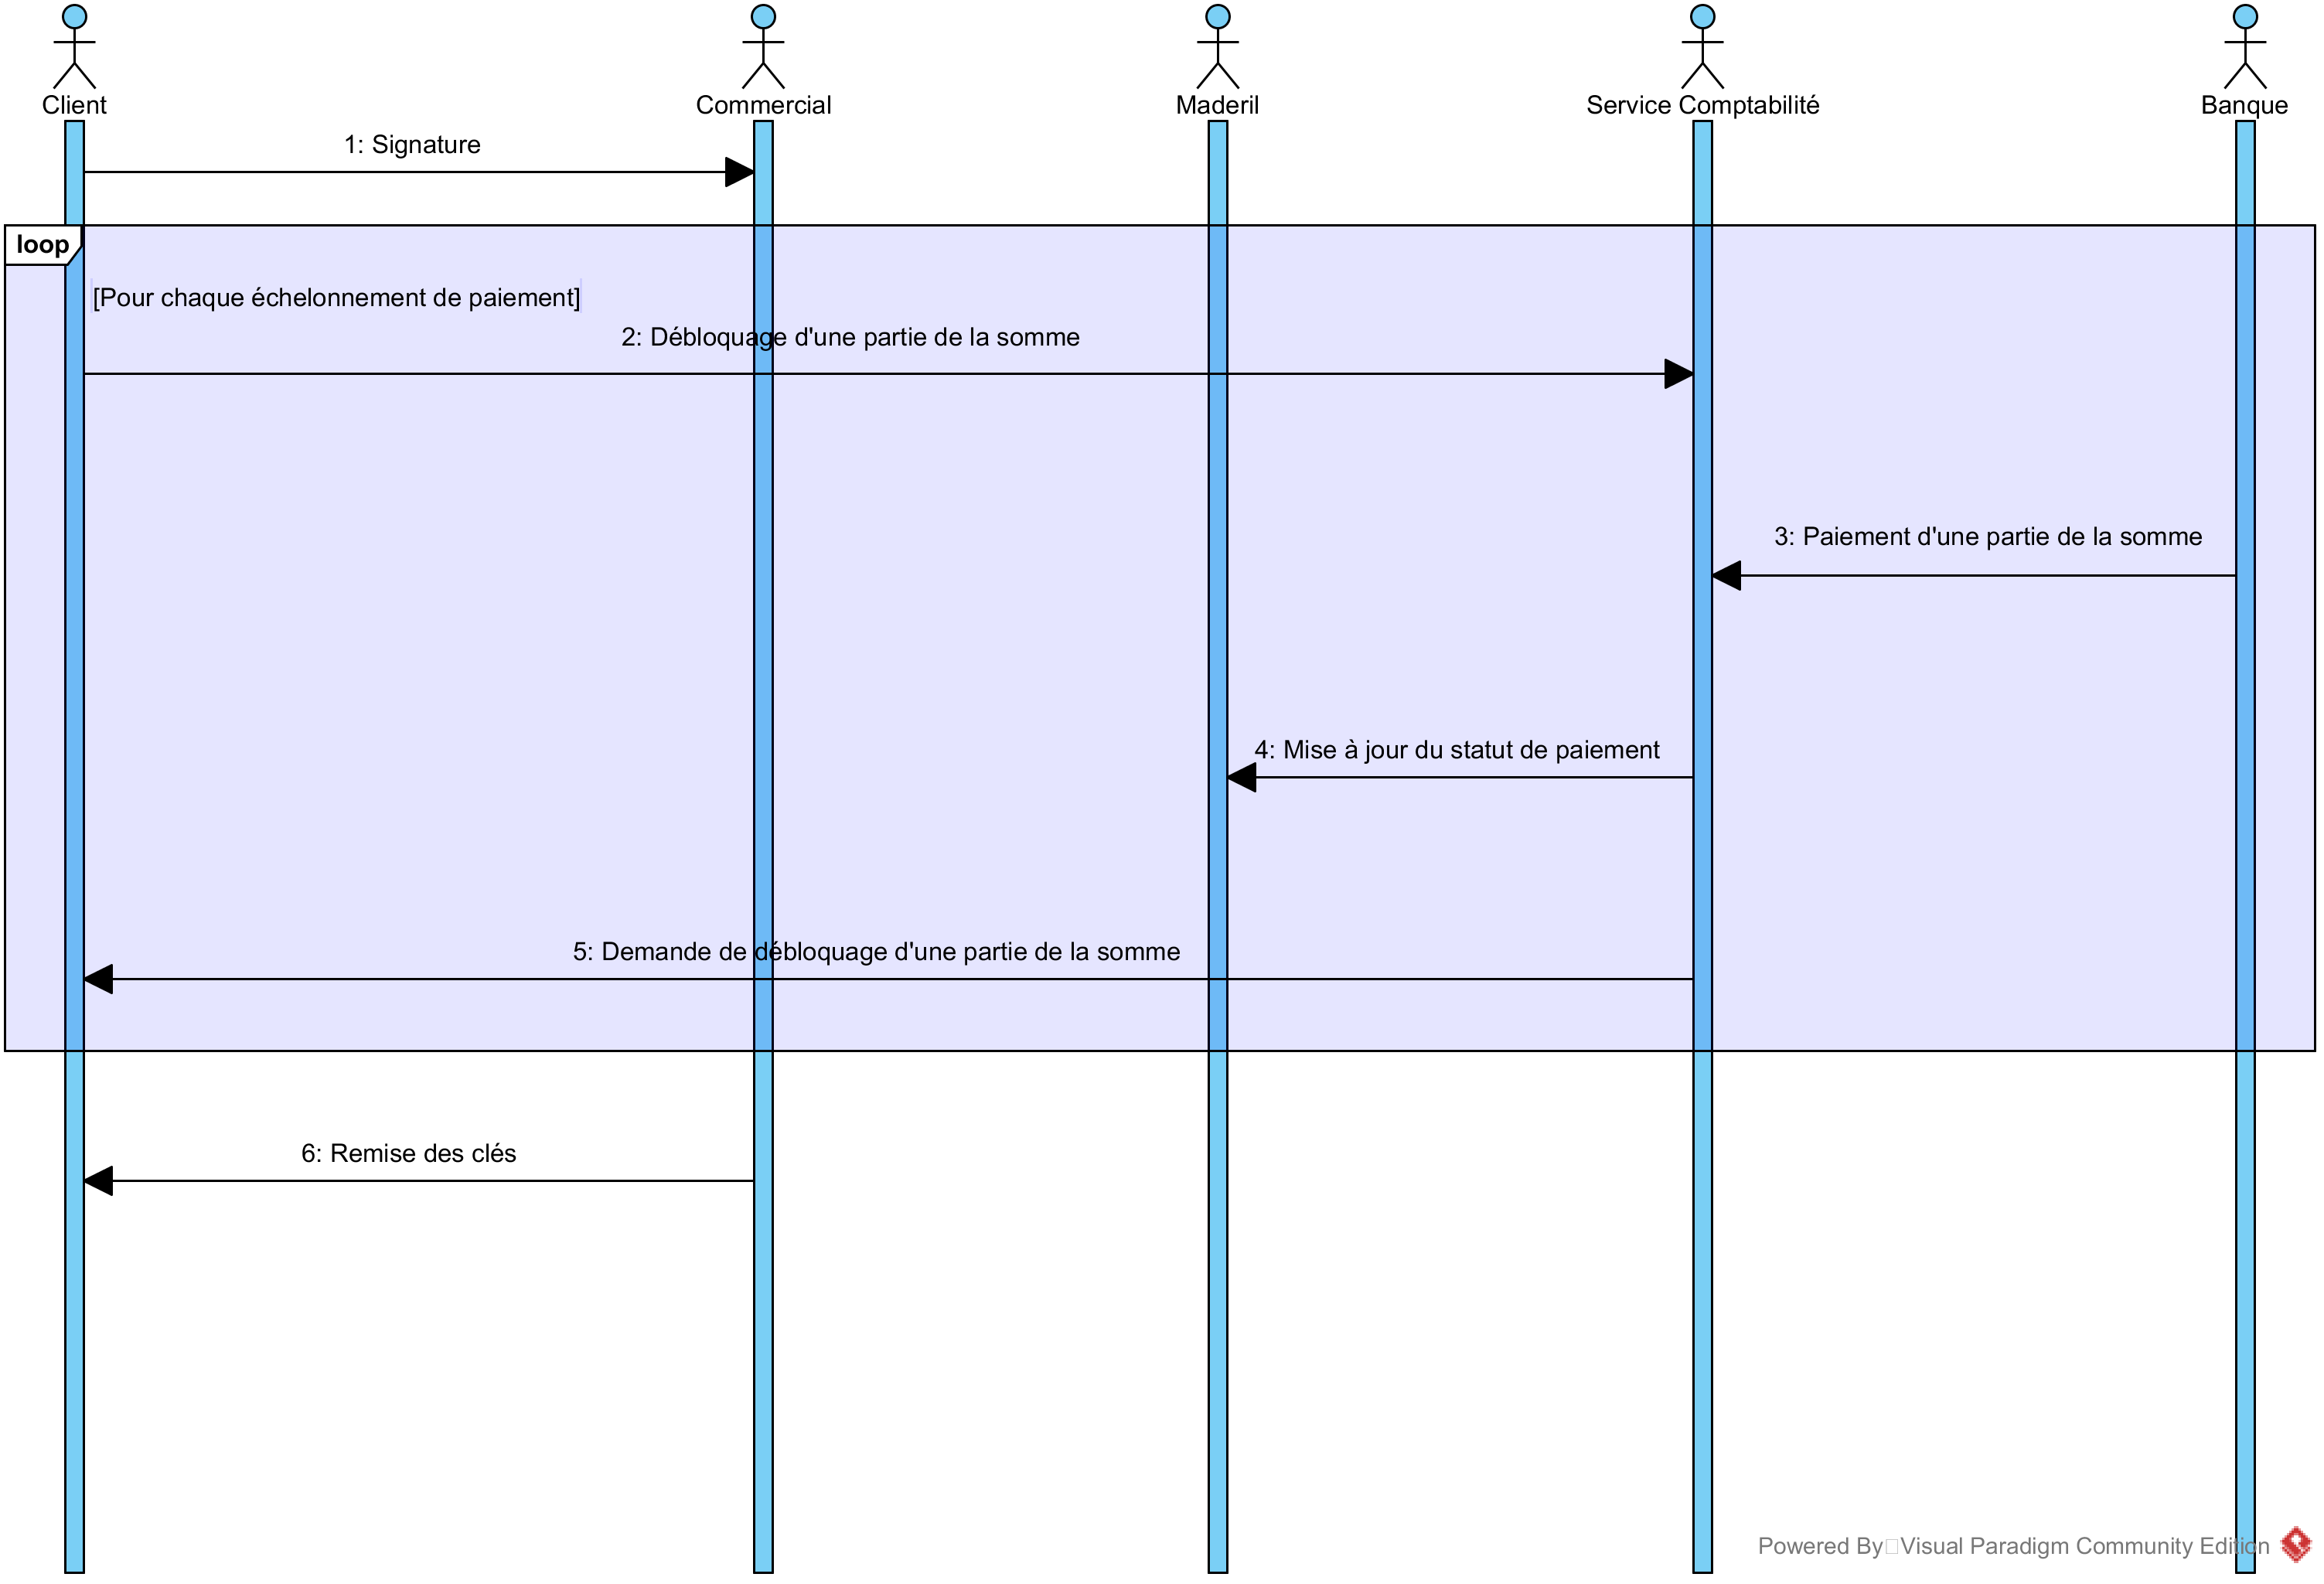 Client
Commercial
Maderil
Service Comptabilité
Banque
1: Signature
loop
[Pour chaque échelonnement de paiement]
2: Débloquage d'une partie de la somme
3: Paiement d'une partie de la somme
4: Mise à jour du statut de paiement
5: Demande de débloquage d'une partie de la somme
6: Remise des clés
Powered By Visual Paradigm Community Edition